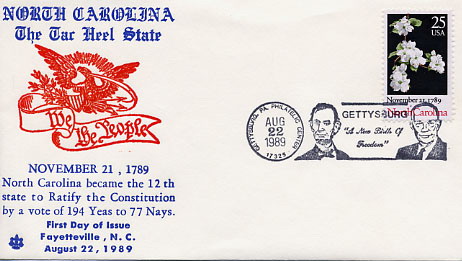 NORTH CAROLINA
The Tar Heel State
We
the People
NOVEMBER 21, 1789
North Carolina became the 12th
state to Ratify the Constitution
by a vote of 194 Yeas to 77 Nays.
First Day of Issue
Fayetteville, N.C.
August 22, 1989
25
USA
November 21, 1789
North Carolina
GETTYSBURG, PA. PHILATELIC CENTER
AUG
22
1989
17325
GETTYSBURG
"A New Birth Of
Freedom"